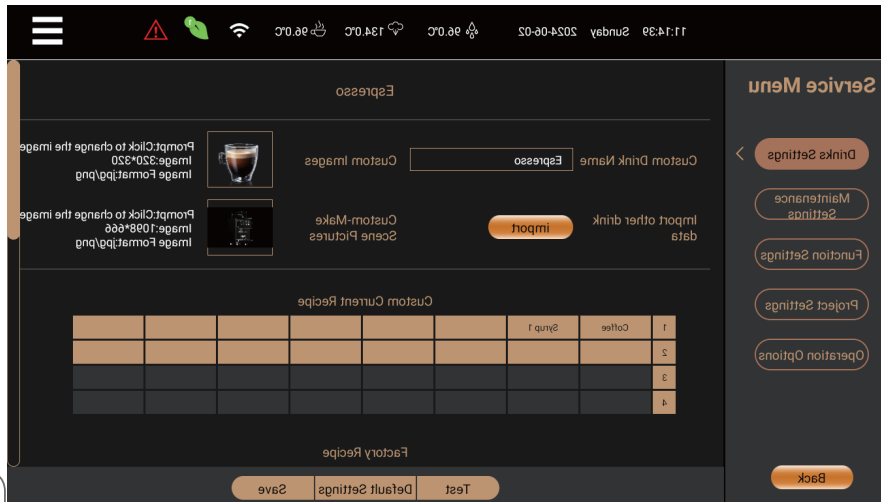 11:14:39 Sunday 2024-06-02 96.0°C 134.0°C 96.0°C 1
Service Menu
Drinks Settings
Maintenance
Settings
Function Settings
Project Settings
Operation Options
Back
Espresso
Custom Drink Name Espresso
Custom Images
Prompt:Click to change the image
Image:320*320
Image Format:jpg/png
Import other drink
data
import
Custom-Make
Scene Pictures
Prompt:Click to change the image
Image:1098*666
Image Format:jpg/png
Custom Current Recipe
1 Coffee Syrup 1
2
3
4
Factory Recipe
Test Default Settings Save